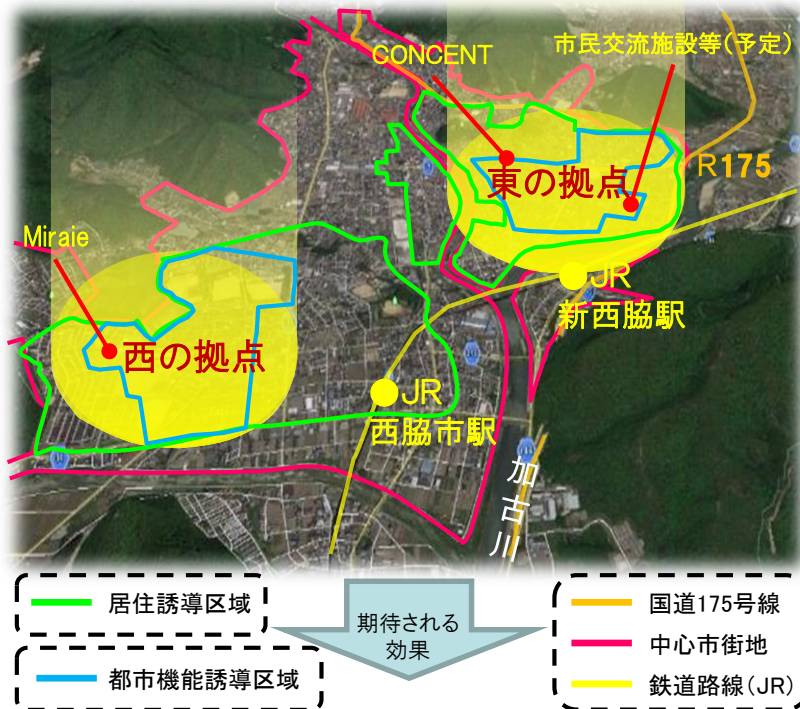 CONCENT
市民交流施設等(予定)
東の拠点
R175
Miraie
JR
新西脇駅
西の拠点
JR
西脇市駅
加古川
居住誘導区域
都市機能誘導区域
期待される
効果
国道175号線
中心市街地
鉄道路線(JR)